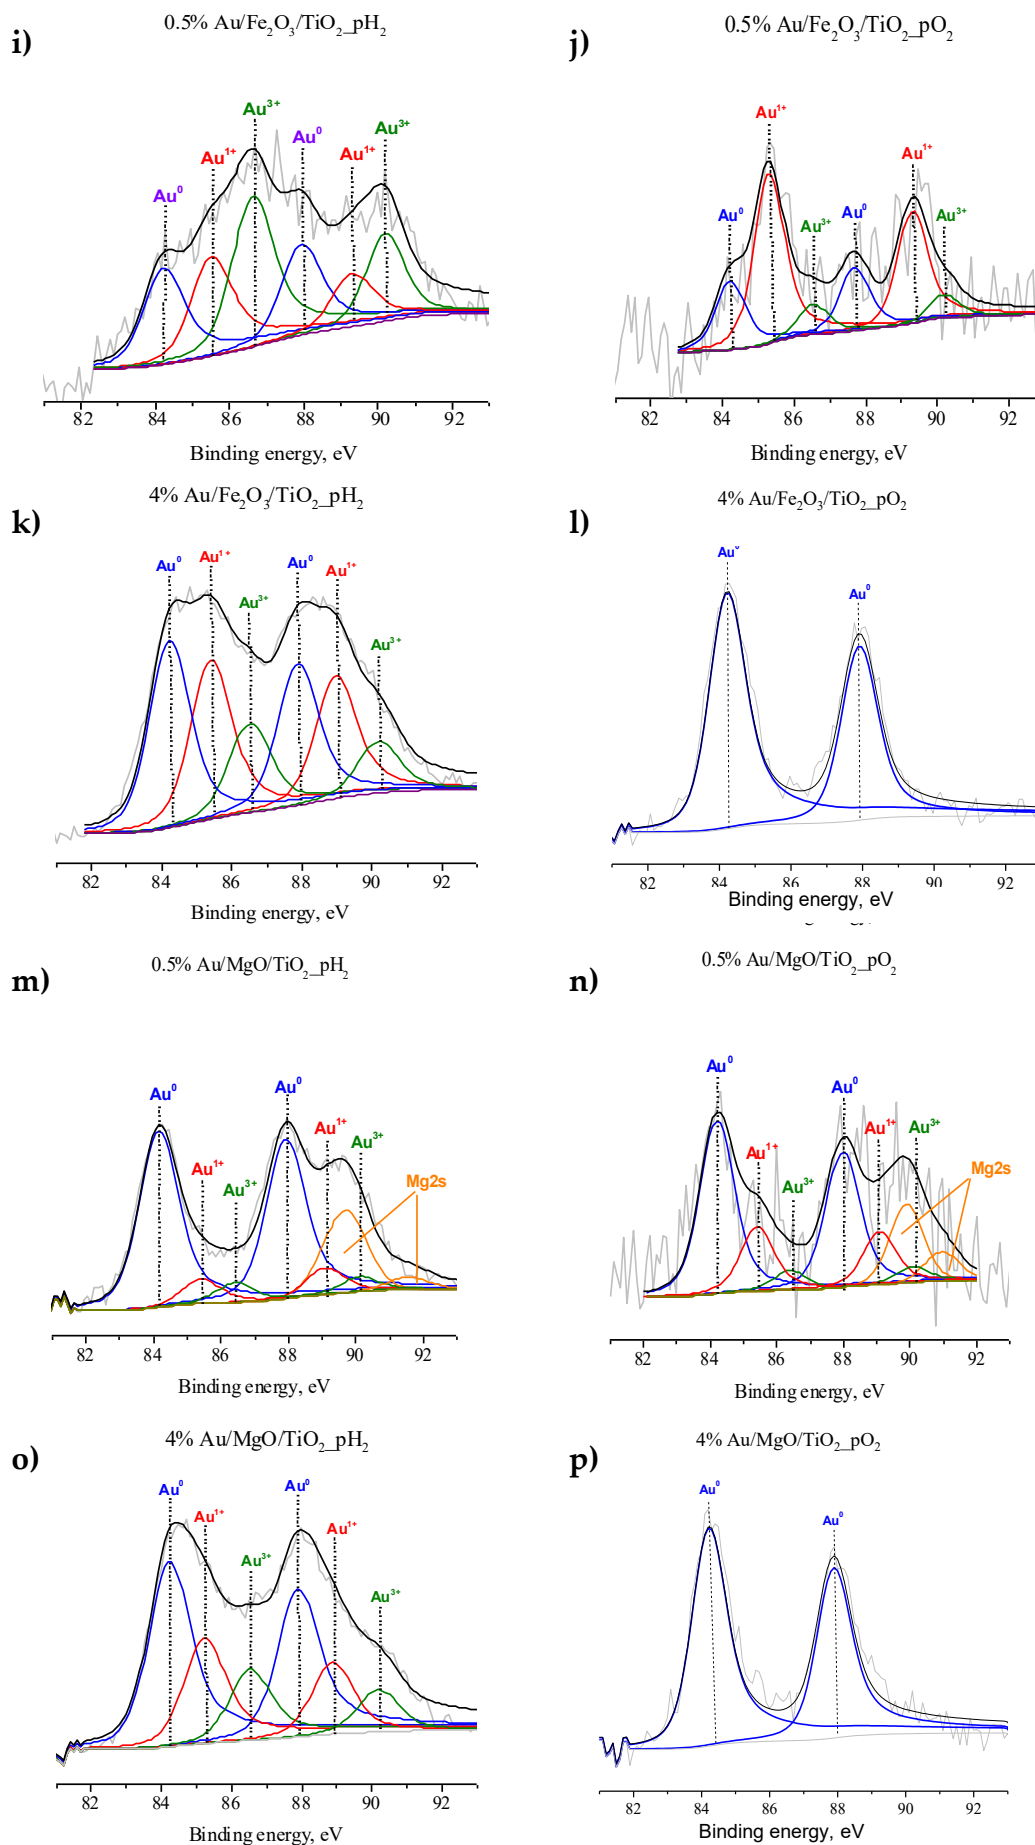 i)
0.5% Au/Fe₂O₃/TiO₂_pH₂
Au³⁺
Au⁰
Au³⁺
Au¹⁺
Au¹⁺
Au⁰
82 84 86 88 90 92
Binding energy, eV
j)
0.5% Au/Fe₂O₃/TiO₂_pO₂
Au¹⁺
Au¹⁺
Au⁰
Au³⁺
Au⁰
Au³⁺
82 84 86 88 90 92
Binding energy, eV
k)
4% Au/Fe₂O₃/TiO₂_pH₂
Au⁰
Au¹⁺
Au⁰
Au¹⁺
Au³⁺
Au³⁺
82 84 86 88 90 92
Binding energy, eV
l)
4% Au/Fe₂O₃/TiO₂_pO₂
Au⁰
Au⁰
82 84 86 88 90 92
Binding energy, eV
m)
0.5% Au/MgO/TiO₂_pH₂
Au⁰
Au⁰
Au¹⁺
Au³⁺
Au¹⁺
Au³⁺
Mg2s
82 84 86 88 90 92
Binding energy, eV
n)
0.5% Au/MgO/TiO₂_pO₂
Au⁰
Au⁰
Au¹⁺
Au³⁺
Au¹⁺
Au³⁺
Mg2s
82 84 86 88 90 92
Binding energy, eV
o)
4% Au/MgO/TiO₂_pH₂
Au⁰
Au¹⁺
Au⁰
Au¹⁺
Au³⁺
Au³⁺
82 84 86 88 90 92
Binding energy, eV
p)
4% Au/MgO/TiO₂_pO₂
Au⁰
Au⁰
82 84 86 88 90 92
Binding energy, eV